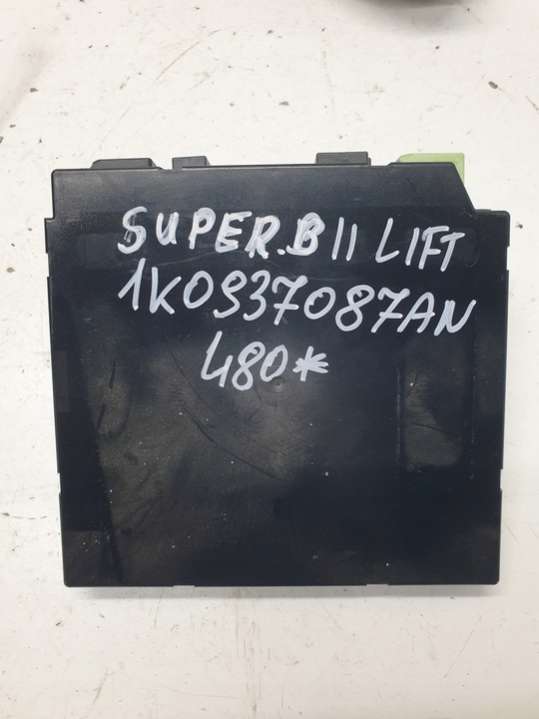 SUPER.B II LIFT
1K0937087AN
480*